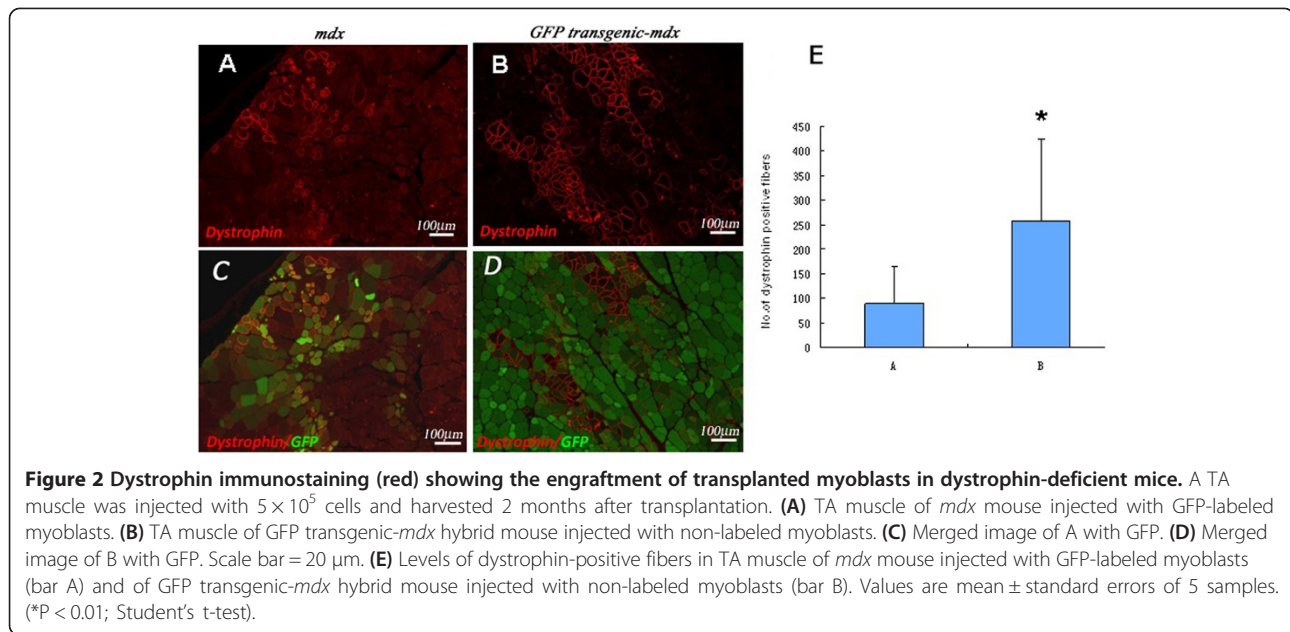 mdx
GFP transgenic-mdx
A
B
E
Dystrophin
100µm
Dystrophin
100µm
C
D
Dystrophin/GFP
100µm
Dystrophin/GFP
100µm
*
No. of dystrophin positive fibers
450
400
350
300
250
200
150
100
50
0
A
B
Figure 2 Dystrophin immunostaining (red) showing the engraftment of transplanted myoblasts in dystrophin-deficient mice. A TA
muscle was injected with 5 × 10⁵ cells and harvested 2 months after transplantation. (A) TA muscle of mdx mouse injected with GFP-labeled
myoblasts. (B) TA muscle of GFP transgenic-mdx hybrid mouse injected with non-labeled myoblasts. (C) Merged image of A with GFP. (D) Merged
image of B with GFP. Scale bar = 20 µm. (E) Levels of dystrophin-positive fibers in TA muscle of mdx mouse injected with GFP-labeled myoblasts
(bar A) and of GFP transgenic-mdx hybrid mouse injected with non-labeled myoblasts (bar B). Values are mean ± standard errors of 5 samples.
(*P < 0.01; Student's t-test).